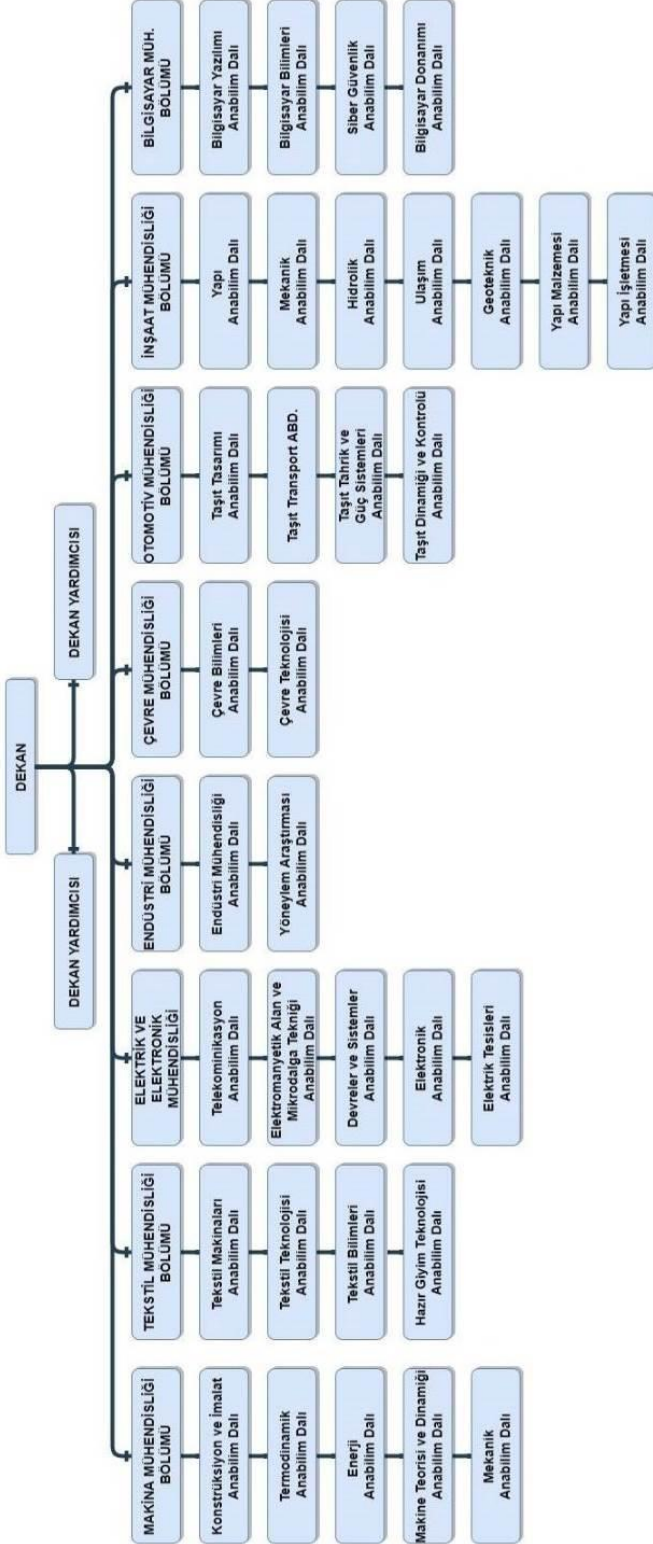 DEKAN
DEKAN YARDIMCISI
DEKAN YARDIMCISI
MAKİNA MÜHENDİSLİĞİ
BÖLÜMÜ
Konstrüksiyon ve İmalat
Anabilim Dalı
Termodinamik
Anabilim Dalı
Enerji
Anabilim Dalı
Makine Teorisi ve Dinamiği
Anabilim Dalı
Mekanik
Anabilim Dalı
TEKSTİL MÜHENDİSLİĞİ
BÖLÜMÜ
Tekstil Makinaları
Anabilim Dalı
Tekstil Teknolojisi
Anabilim Dalı
Tekstil Bilimleri
Anabilim Dalı
Hazır Giyim Teknolojisi
Anabilim Dalı
ELEKTRİK VE
ELEKTRONİK
MÜHENDİSLİĞİ
Telekominikasyon
Anabilim Dalı
Elektromanyetik Alan ve
Mikrodalga Tekniği
Anabilim Dalı
Devreler ve Sistemler
Anabilim Dalı
Elektronik
Anabilim Dalı
Elektrik Tesisleri
Anabilim Dalı
ENDÜSTRİ MÜHENDİSLİĞİ
BÖLÜMÜ
Endüstri Mühendisliği
Anabilim Dalı
Yöneylem Araştırması
Anabilim Dalı
ÇEVRE MÜHENDİSLİĞİ
BÖLÜMÜ
Çevre Bilimleri
Anabilim Dalı
Çevre Teknolojisi
Anabilim Dalı
OTOMOTİV MÜHENDİSLİĞİ
BÖLÜMÜ
Taşıt Tasarımı
Anabilim Dalı
Taşıt Transport ABD.
Taşıt Tahrik ve
Güç Sistemleri
Anabilim Dalı
Taşıt Dinamiği ve Kontrolü
Anabilim Dalı
İNŞAAT MÜHENDİSLİĞİ
BÖLÜMÜ
Yapı
Anabilim Dalı
Mekanik
Anabilim Dalı
Hidrolik
Anabilim Dalı
Ulaşım
Anabilim Dalı
Geoteknik
Anabilim Dalı
Yapı Malzemesi
Anabilim Dalı
Yapı İşletmesi
Anabilim Dalı
BİLGİSAYAR MÜH.
BÖLÜMÜ
Bilgisayar Yazılımı
Anabilim Dalı
Bilgisayar Bilimleri
Anabilim Dalı
Siber Güvenlik
Anabilim Dalı
Bilgisayar Donanımı
Anabilim Dalı